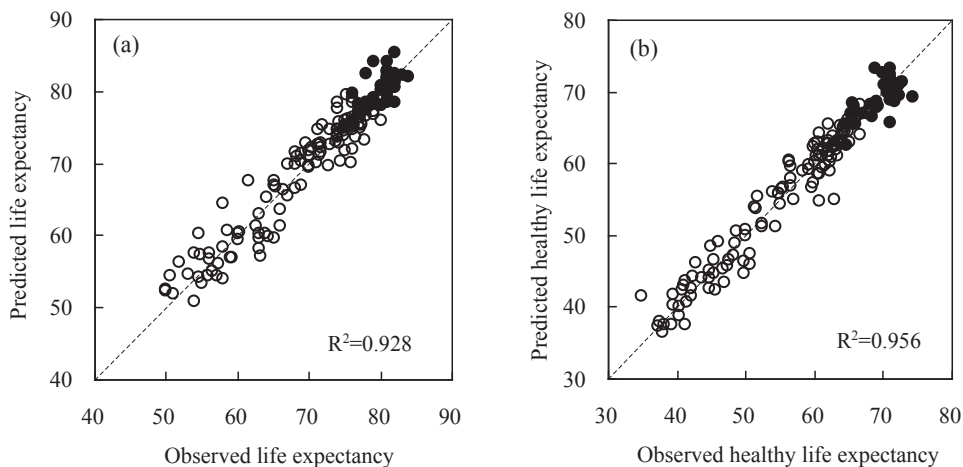 (a)
Predicted life expectancy
90
80
70
60
50
40
R²=0.928
40 50 60 70 80 90
Observed life expectancy
(b)
Predicted healthy life expectancy
80
70
60
50
40
30
R²=0.956
30 40 50 60 70 80
Observed healthy life expectancy